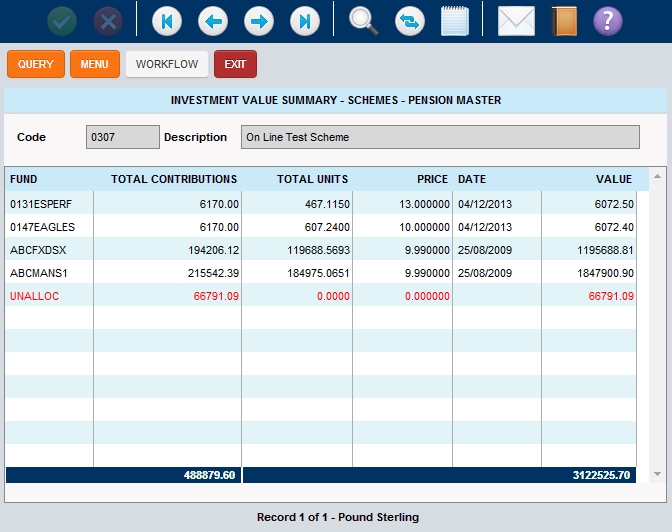 QUERY MENU WORKFLOW EXIT
INVESTMENT VALUE SUMMARY - SCHEMES - PENSION MASTER
Code 0307 Description On Line Test Scheme
FUND TOTAL CONTRIBUTIONS TOTAL UNITS PRICE DATE VALUE
0131ESPERF 6170.00 467.1150 13.000000 04/12/2013 6072.50
0147EAGLES 6170.00 607.2400 10.000000 04/12/2013 6072.40
ABCFXDSX 194206.12 119688.5693 9.990000 25/08/2009 1195688.81
ABCMANS1 215542.39 184975.0651 9.990000 25/08/2009 1847900.90
UNALLOC 66791.09 0.0000 0.000000 66791.09
488879.60 3122525.70
Record 1 of 1 - Pound Sterling